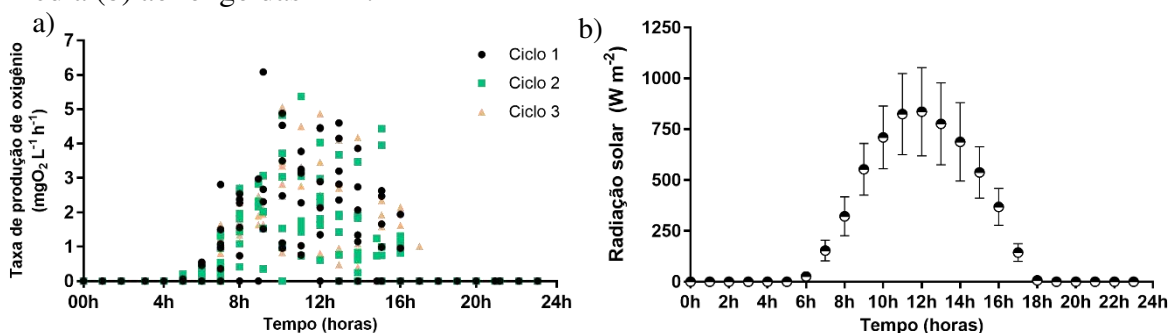 a)
7
6
5
4
3
2
1
0
00h 4h 8h 12h 16h 20h 24h
Tempo (horas)
Taxa de produção de oxigênio
(mgO₂ L⁻¹ h⁻¹)
Ciclo 1
Ciclo 2
Ciclo 3
b)
1250
1000
750
500
250
0
0h 2h 4h 6h 8h 10h 12h 14h 16h 18h 20h 22h 24h
Tempo (horas)
Radiação solar (W m⁻²)